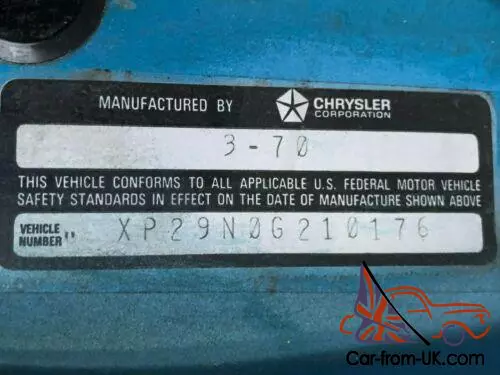 MANUFACTURED BY CHRYSLER CORPORATION
3-70
THIS VEHICLE CONFORMS TO ALL APPLICABLE U.S. FEDERAL MOTOR VEHICLE
SAFETY STANDARDS IN EFFECT ON THE DATE OF MANUFACTURE SHOWN ABOVE
VEHICLE NUMBER" XP29N0G210176
Car-from-UK.com